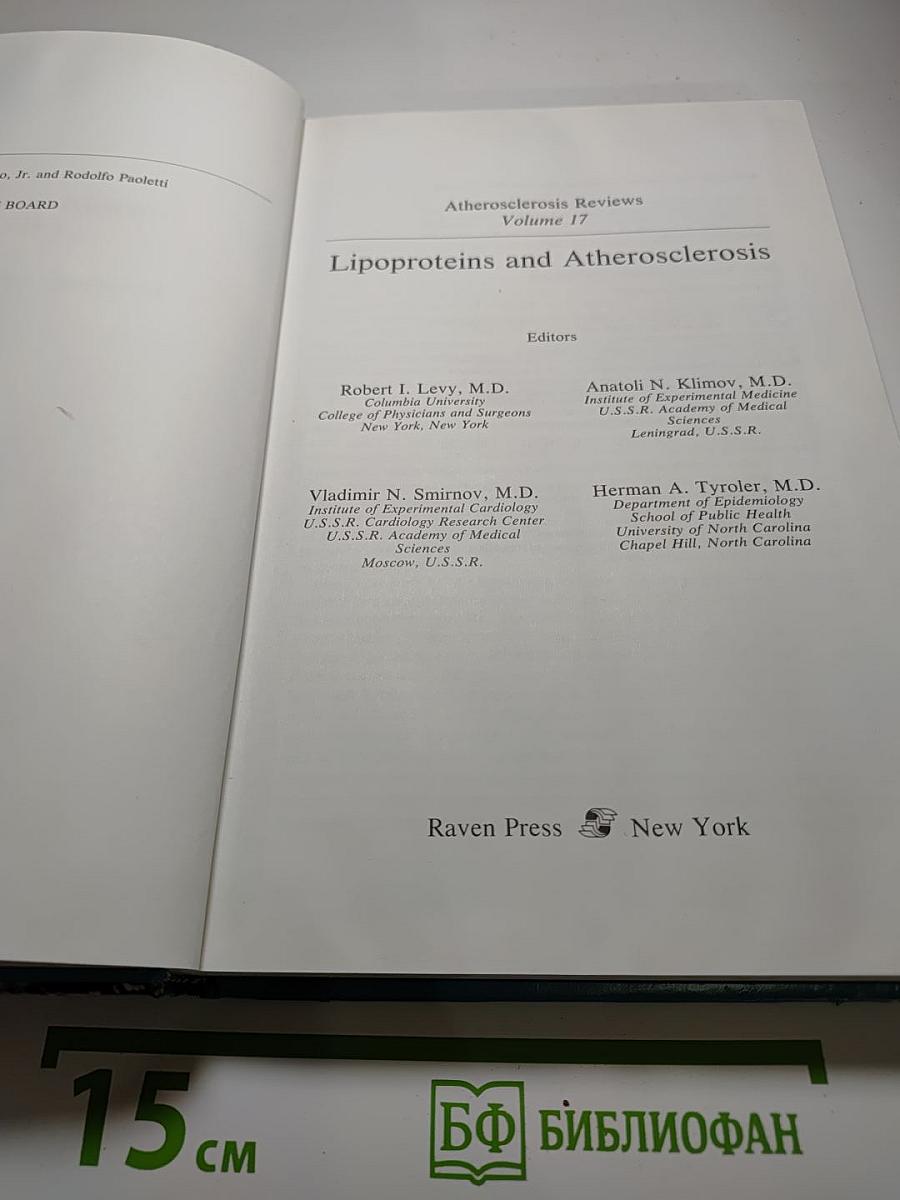 o, Jr. and Rodolfo Paoletti
BOARD
Atherosclerosis Reviews
Volume 17
Lipoproteins and Atherosclerosis
Editors
Robert I. Levy, M.D.
Columbia University
College of Physicians and Surgeons
New York, New York
Anatoli N. Klimov, M.D.
Institute of Experimental Medicine
U.S.S.R. Academy of Medical
Sciences
Leningrad, U.S.S.R.
Vladimir N. Smirnov, M.D.
Institute of Experimental Cardiology
U.S.S.R. Cardiology Research Center
U.S.S.R. Academy of Medical
Sciences
Moscow, U.S.S.R.
Herman A. Tyroler, M.D.
Department of Epidemiology
School of Public Health
University of North Carolina
Chapel Hill, North Carolina
Raven Press New York
15 см
БФ БИБЛИОФАН